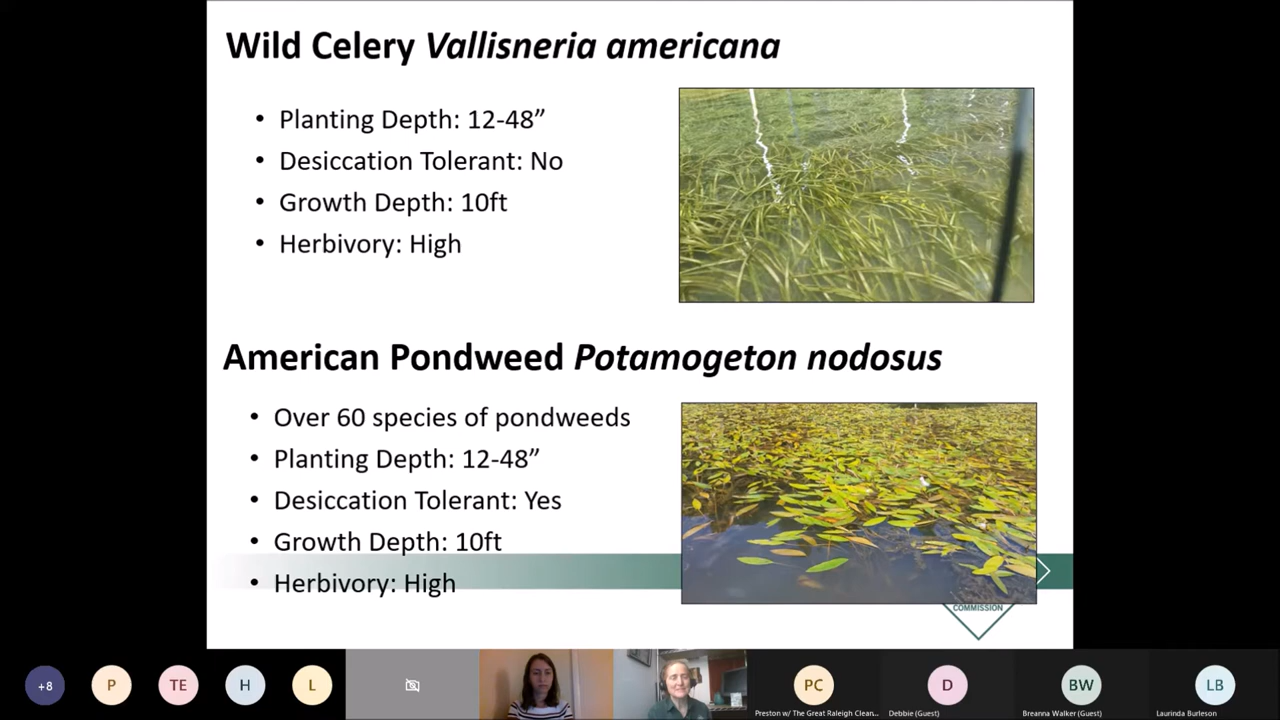 Wild Celery Vallisneria americana
• Planting Depth: 12-48”
• Desiccation Tolerant: No
• Growth Depth: 10ft
• Herbivory: High
American Pondweed Potamogeton nodosus
• Over 60 species of pondweeds
• Planting Depth: 12-48”
• Desiccation Tolerant: Yes
• Growth Depth: 10ft
• Herbivory: High
COMMISSION
+8
P
TE
H
L
PC
D
BW
LB
Preston w/ The Great Raleigh Clean...
Debbie (Guest)
Breanna Walker (Guest)
Laurinda Burleson